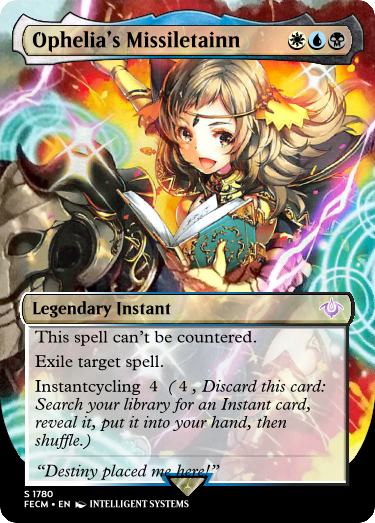 Ophelia's Missiletainn
Legendary Instant
This spell can't be countered.
Exile target spell.
Instantcycling 4 ( 4 , Discard this card:
Search your library for an Instant card,
reveal it, put it into your hand, then
shuffle.)
“Destiny placed me here!”
S 1780
FECM • EN INTELLIGENT SYSTEMS